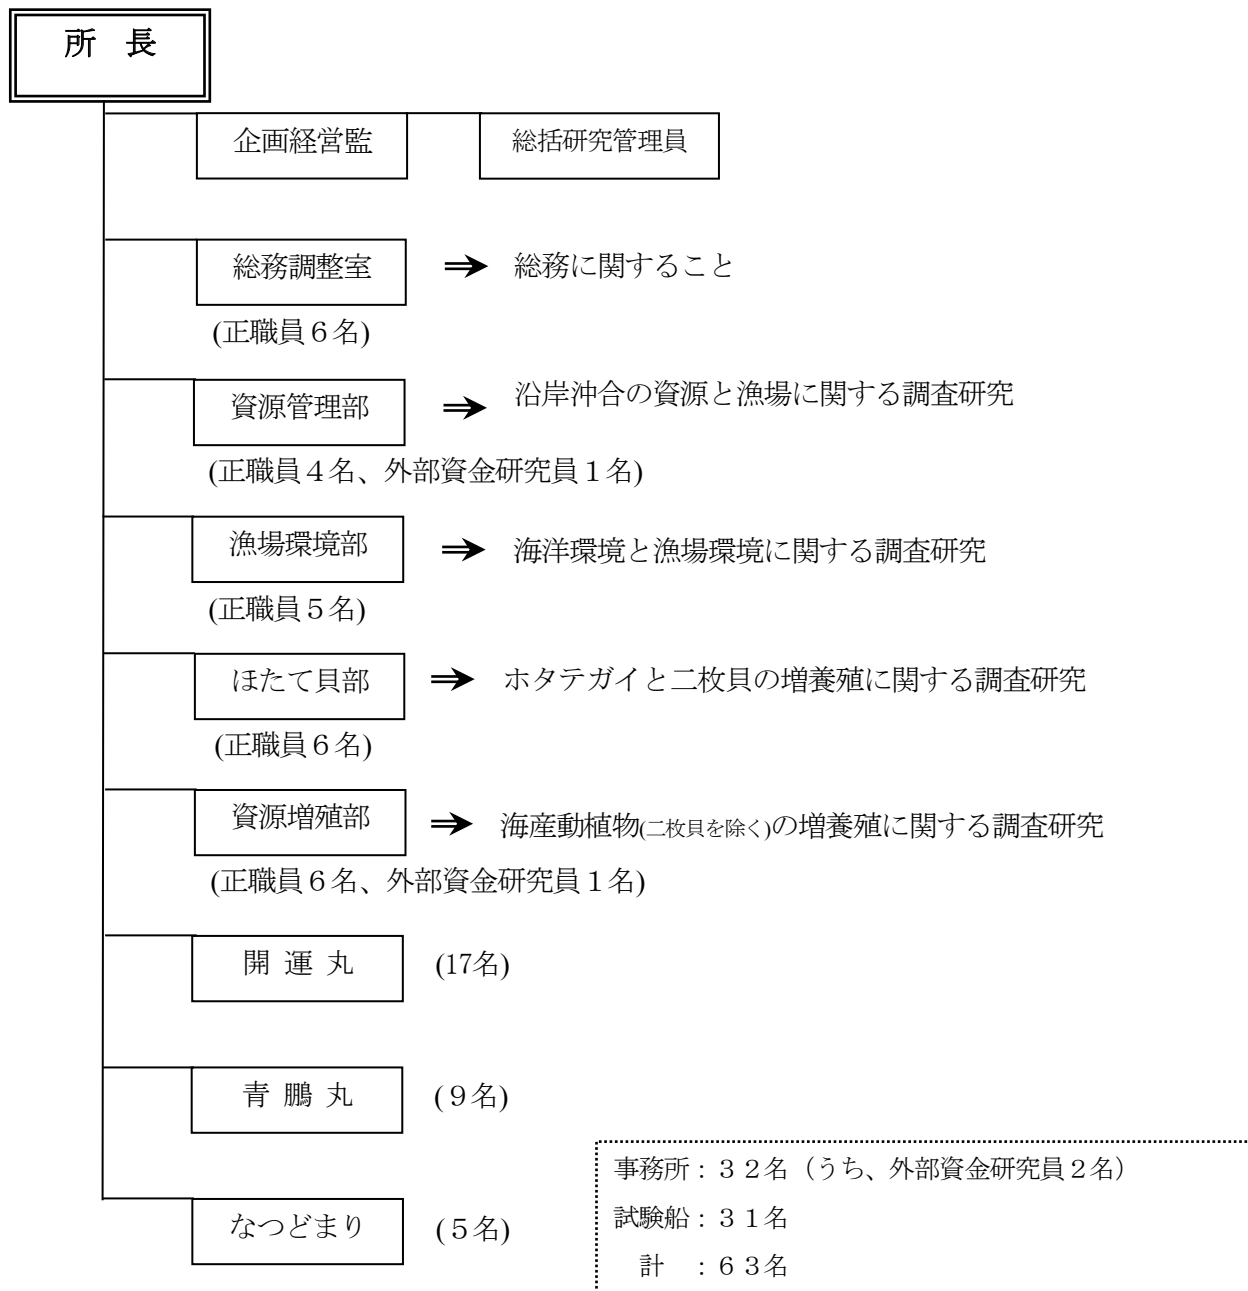 所 長
企画経営監 総括研究管理員
総務調整室 ⇒ 総務に関すること
(正職員６名)
資源管理部 ⇒ 沿岸沖合の資源と漁場に関する調査研究
(正職員４名、外部資金研究員１名)
漁場環境部 ⇒ 海洋環境と漁場環境に関する調査研究
(正職員５名)
ほたて貝部 ⇒ ホタテガイと二枚貝の増養殖に関する調査研究
(正職員６名)
資源増殖部 ⇒ 海産動植物(二枚貝を除く)の増養殖に関する調査研究
(正職員６名、外部資金研究員１名)
開 運 丸 (17名)
青 鵬 丸 (９名)
なつどまり (５名)
事務所：３２名（うち、外部資金研究員２名）
試験船：３１名
計 ：６３名